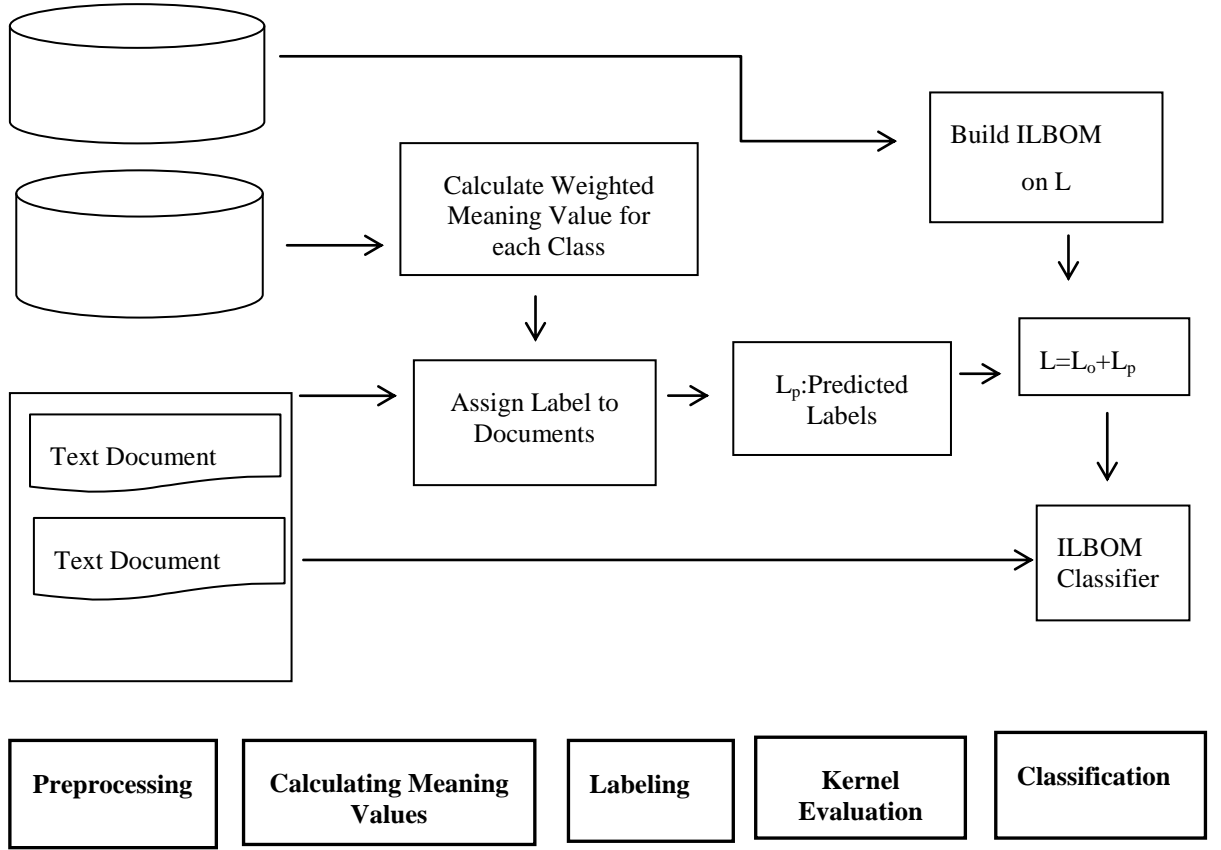 Build ILBOM
on L
Calculate Weighted
Meaning Value for
each Class
L=Lₒ+Lₚ
Assign Label to
Documents
Lₚ:Predicted
Labels
Text Document
Text Document
ILBOM
Classifier
Preprocessing
Calculating Meaning
Values
Labeling
Kernel
Evaluation
Classification